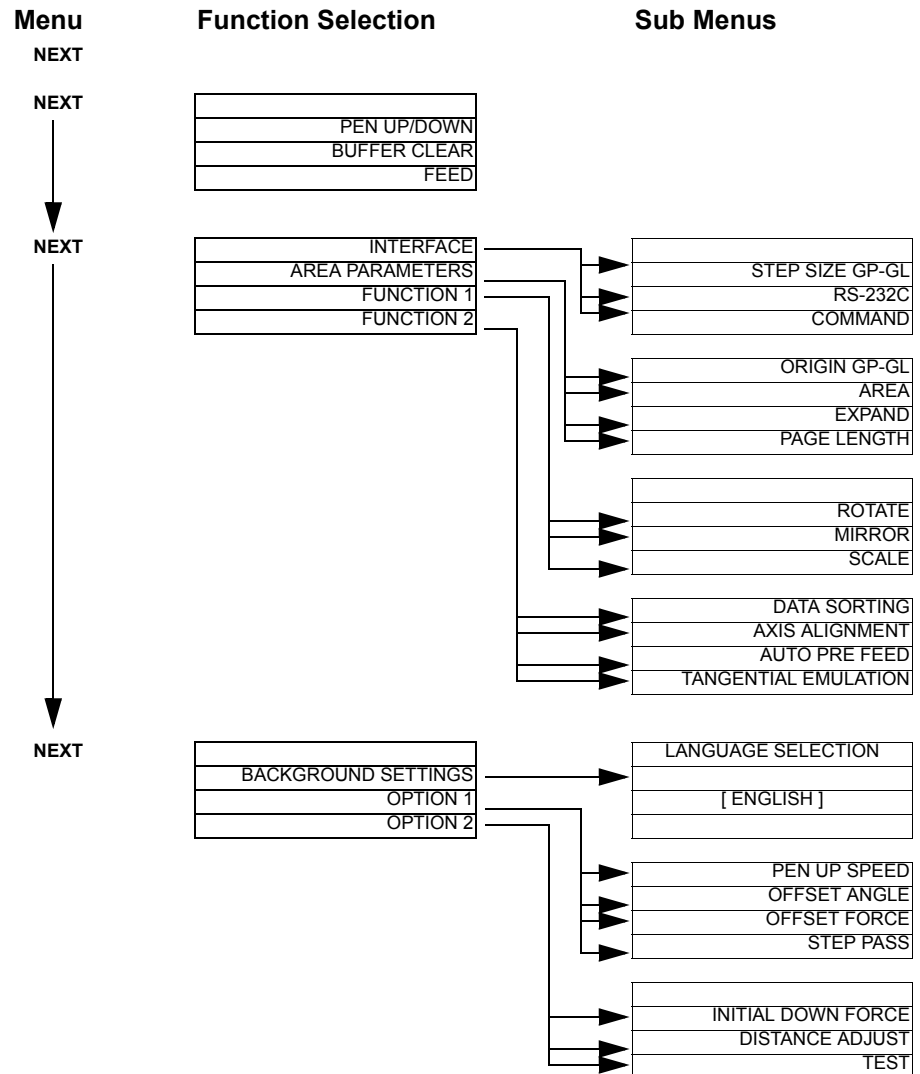 Menu Function Selection Sub Menus
NEXT
NEXT
PEN UP/DOWN
BUFFER CLEAR
FEED
NEXT
INTERFACE
AREA PARAMETERS
FUNCTION 1
FUNCTION 2
STEP SIZE GP-GL
RS-232C
COMMAND
ORIGIN GP-GL
AREA
EXPAND
PAGE LENGTH
ROTATE
MIRROR
SCALE
DATA SORTING
AXIS ALIGNMENT
AUTO PRE FEED
TANGENTIAL EMULATION
NEXT
BACKGROUND SETTINGS
OPTION 1
OPTION 2
LANGUAGE SELECTION
[ ENGLISH ]
PEN UP SPEED
OFFSET ANGLE
OFFSET FORCE
STEP PASS
INITIAL DOWN FORCE
DISTANCE ADJUST
TEST